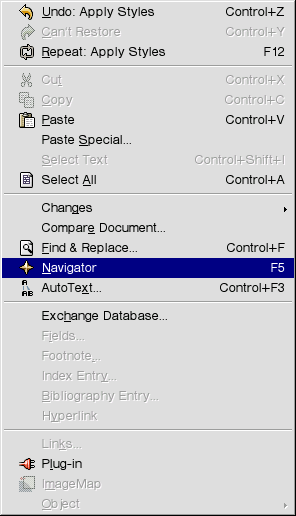 Undo: Apply Styles Control+Z
Can't Restore Control+Y
Repeat: Apply Styles F12
Cut Control+X
Copy Control+C
Paste Control+V
Paste Special...
Select Text Control+Shift+I
Select All Control+A
Changes
Compare Document...
Find & Replace... Control+F
Navigator F5
AutoText... Control+F3
Exchange Database...
Fields...
Footnote...
Index Entry...
Bibliography Entry...
Hyperlink
Links...
Plug-in
ImageMap
Object